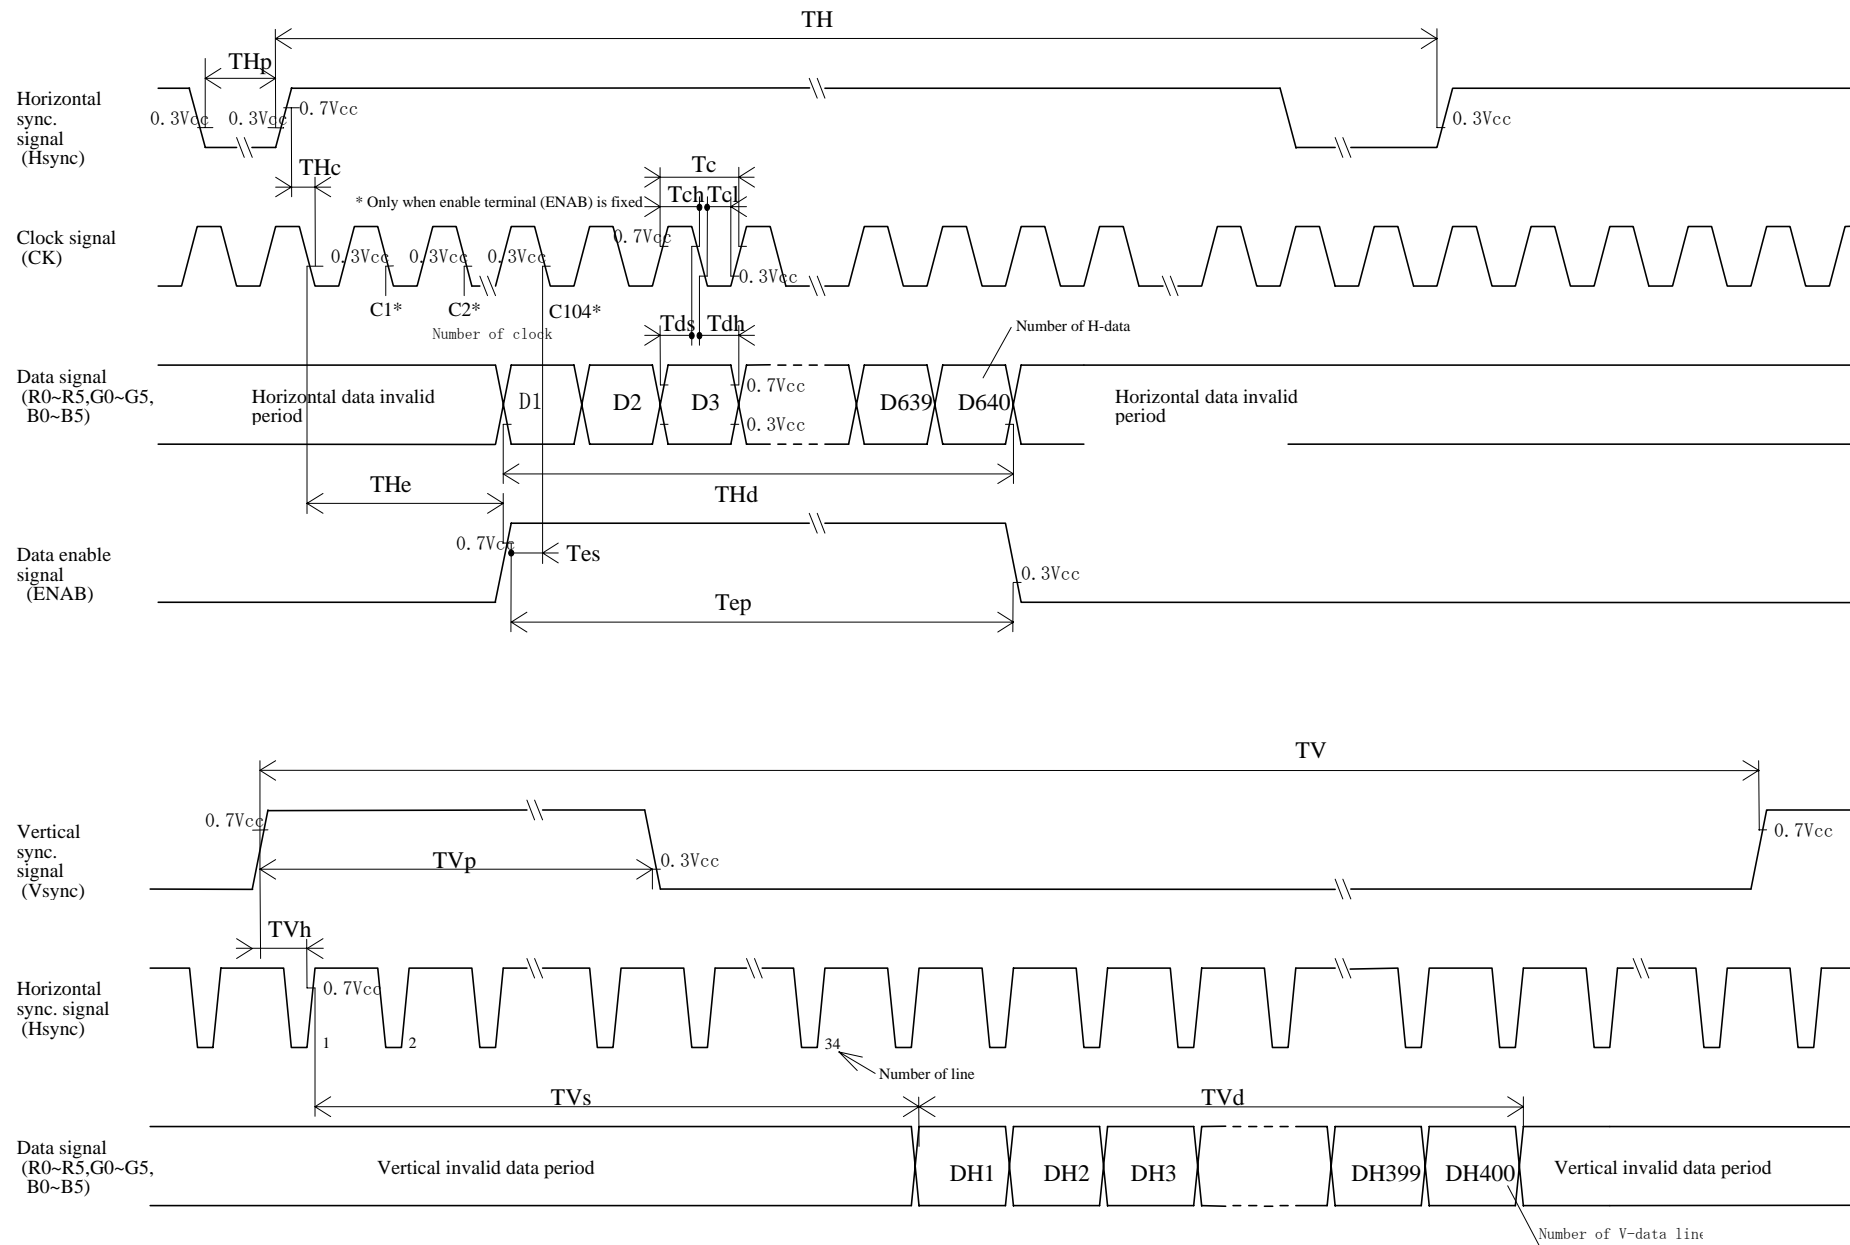 TH
THp
Horizontal
sync.
signal
(Hsync)
0.3Vcc
0.3Vcc
0.7Vcc
0.3Vcc
THc
Tc
Tch
Tcl
* Only when enable terminal (ENAB) is fixed
Clock signal
(CK)
0.3Vcc
0.3Vcc
0.3Vcc
0.7Vcc
0.3Vcc
C1*
C2*
C104*
Number of clock
Tds
Tdh
Number of H-data
Data signal
(R0~R5,G0~G5,
B0~B5)
Horizontal data invalid
period
D1
D2
D3
0.7Vcc
0.3Vcc
D639
D640
Horizontal data invalid
period
THe
THd
Data enable
signal
(ENAB)
0.7Vcc
Tes
0.3Vcc
Tep
TV
Vertical
sync.
signal
(Vsync)
0.7Vcc
TVp
0.3Vcc
0.7Vcc
TVh
Horizontal
sync. signal
(Hsync)
0.7Vcc
1
2
34
Number of line
TVs
TVd
Data signal
(R0~R5,G0~G5,
B0~B5)
Vertical invalid data period
DH1
DH2
DH3
DH399
DH400
Vertical invalid data period
Number of V-data line